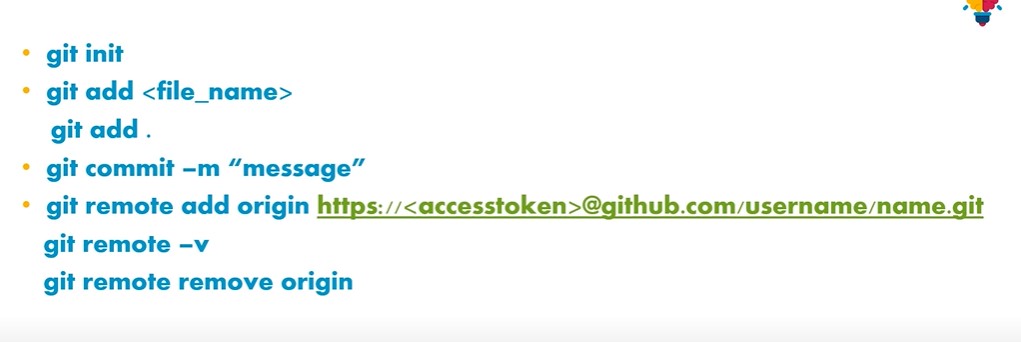 • git init
• git add <file_name>
git add .
• git commit –m “message”
• git remote add origin https://<accesstoken>@github.com/username/name.git
git remote –v
git remote remove origin